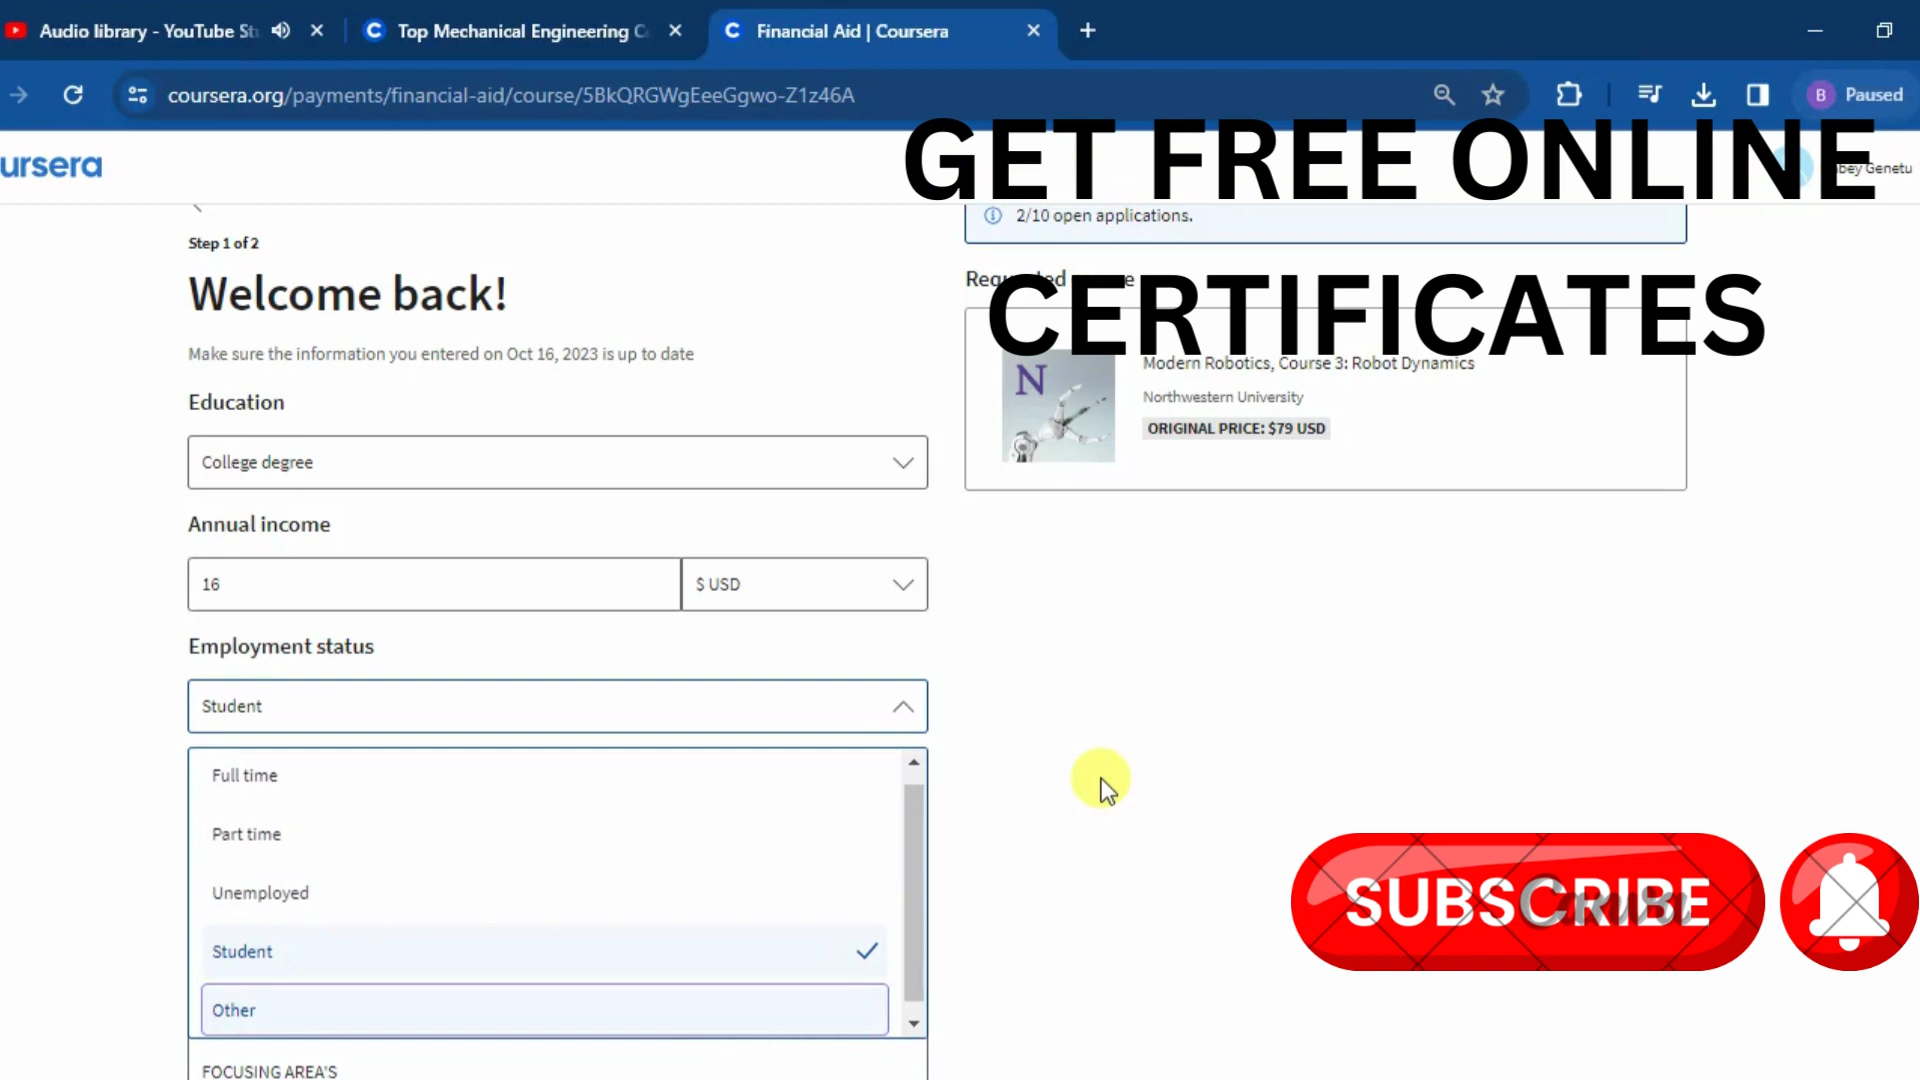 Audio library - YouTube St
Top Mechanical Engineering C
Financial Aid | Coursera
coursera.org/payments/financial-aid/course/5BkQRGWgEeeGgwo-Z1z46A
B Paused
GET FREE ONLINE
CERTIFICATES
ursera
bey Genetu
2/10 open applications.
Step 1 of 2
Welcome back!
Make sure the information you entered on Oct 16, 2023 is up to date
Education
College degree
Annual income
16
$ USD
Employment status
Student
Full time
Part time
Unemployed
Student
Other
FOCUSING AREA'S
N
Modern Robotics, Course 3: Robot Dynamics
Northwestern University
ORIGINAL PRICE: $79 USD
SUBSCRIBE
Canva